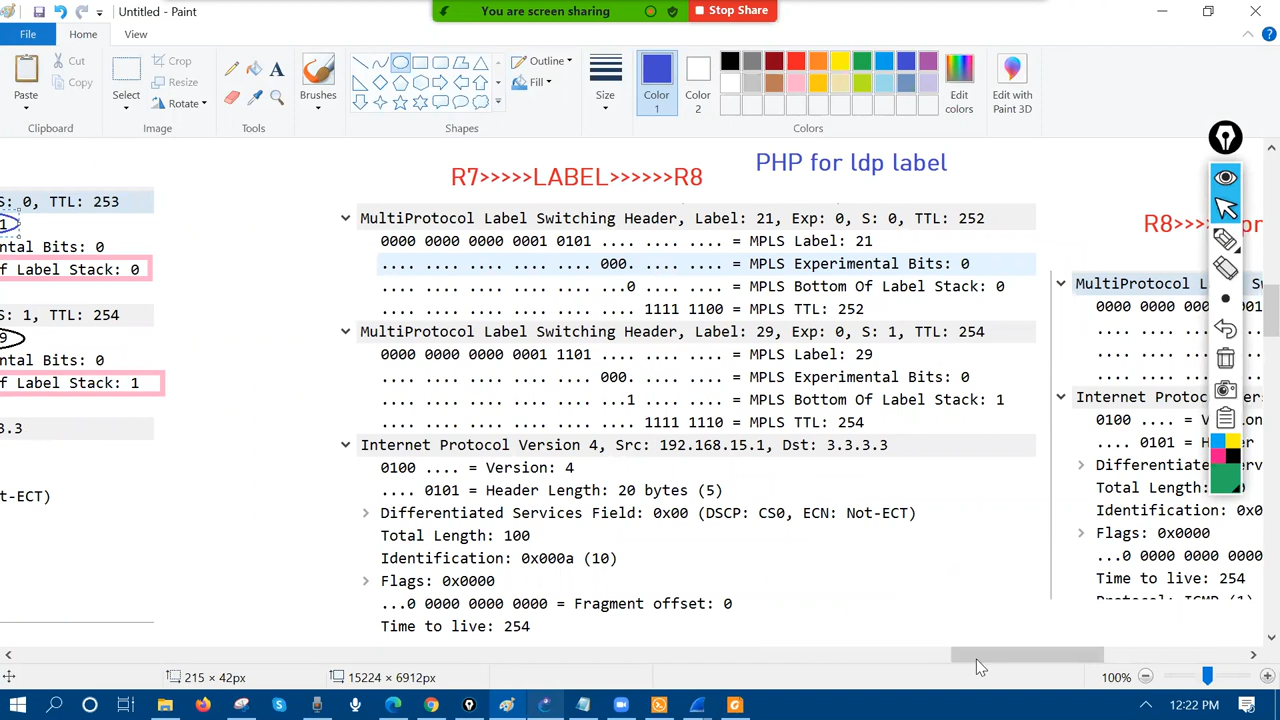 Untitled - Paint
You are screen sharing
Stop Share
File
Home
View
Paste
Cut
Copy
Clipboard
Select
Crop
Resize
Rotate
Image
Tools
Brushes
Outline
Fill
Shapes
Size
Color 1
Color 2
Edit colors
Edit with Paint 3D
Colors
PHP for ldp label
R7>>>>>LABEL>>>>>>R8
S: 0, TTL: 253
1
ntal Bits: 0
f Label Stack: 0
S: 1, TTL: 254
9
ntal Bits: 0
f Label Stack: 1
3.3
t-ECT)
MultiProtocol Label Switching Header, Label: 21, Exp: 0, S: 0, TTL: 252
0000 0000 0000 0001 0101 .... .... .... = MPLS Label: 21
.... .... .... .... .... 000. .... .... = MPLS Experimental Bits: 0
.... .... .... .... .... ...0 .... .... = MPLS Bottom Of Label Stack: 0
.... .... .... .... .... .... 1111 1100 = MPLS TTL: 252
MultiProtocol Label Switching Header, Label: 29, Exp: 0, S: 1, TTL: 254
0000 0000 0000 0001 1101 .... .... .... = MPLS Label: 29
.... .... .... .... .... 000. .... .... = MPLS Experimental Bits: 0
.... .... .... .... .... ...1 .... .... = MPLS Bottom Of Label Stack: 1
.... .... .... .... .... .... 1111 1110 = MPLS TTL: 254
Internet Protocol Version 4, Src: 192.168.15.1, Dst: 3.3.3.3
0100 .... = Version: 4
.... 0101 = Header Length: 20 bytes (5)
Differentiated Services Field: 0x00 (DSCP: CS0, ECN: Not-ECT)
Total Length: 100
Identification: 0x000a (10)
Flags: 0x0000
...0 0000 0000 0000 = Fragment offset: 0
Time to live: 254
R8>>>
MultiProtocol L
0000 0000 0000
.... .... ....
.... .... ....
.... .... ....
Internet Protoco
0100 ....
.... 0101 =
Differentiate
Total Length:
Identification:
Flags: 0x0000
...0 0000 0000 0000
Time to live: 254
Protocol: ICMP (1)
215 × 42px
15224 × 6912px
100%
12:22 PM